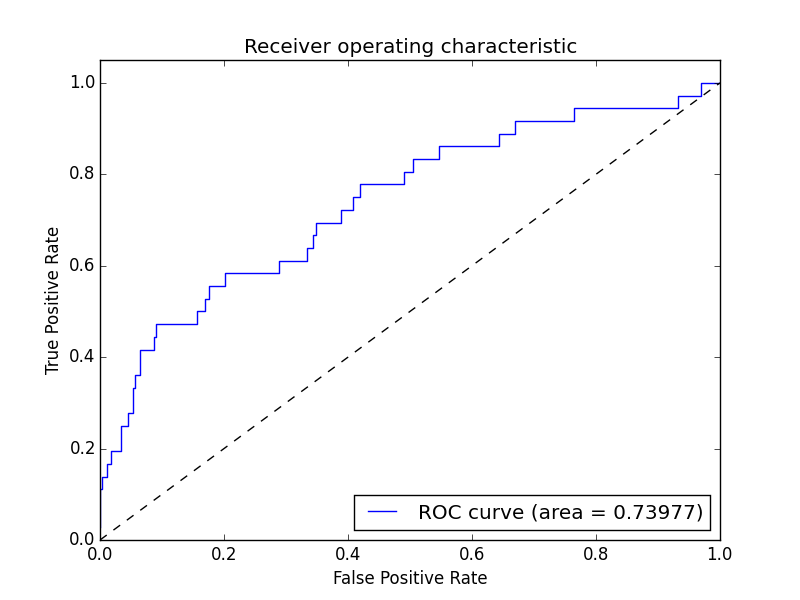 Receiver operating characteristic
1.0
0.8
0.6
0.4
0.2
0.0
True Positive Rate
ROC curve (area = 0.73977)
0.0 0.2 0.4 0.6 0.8 1.0
False Positive Rate